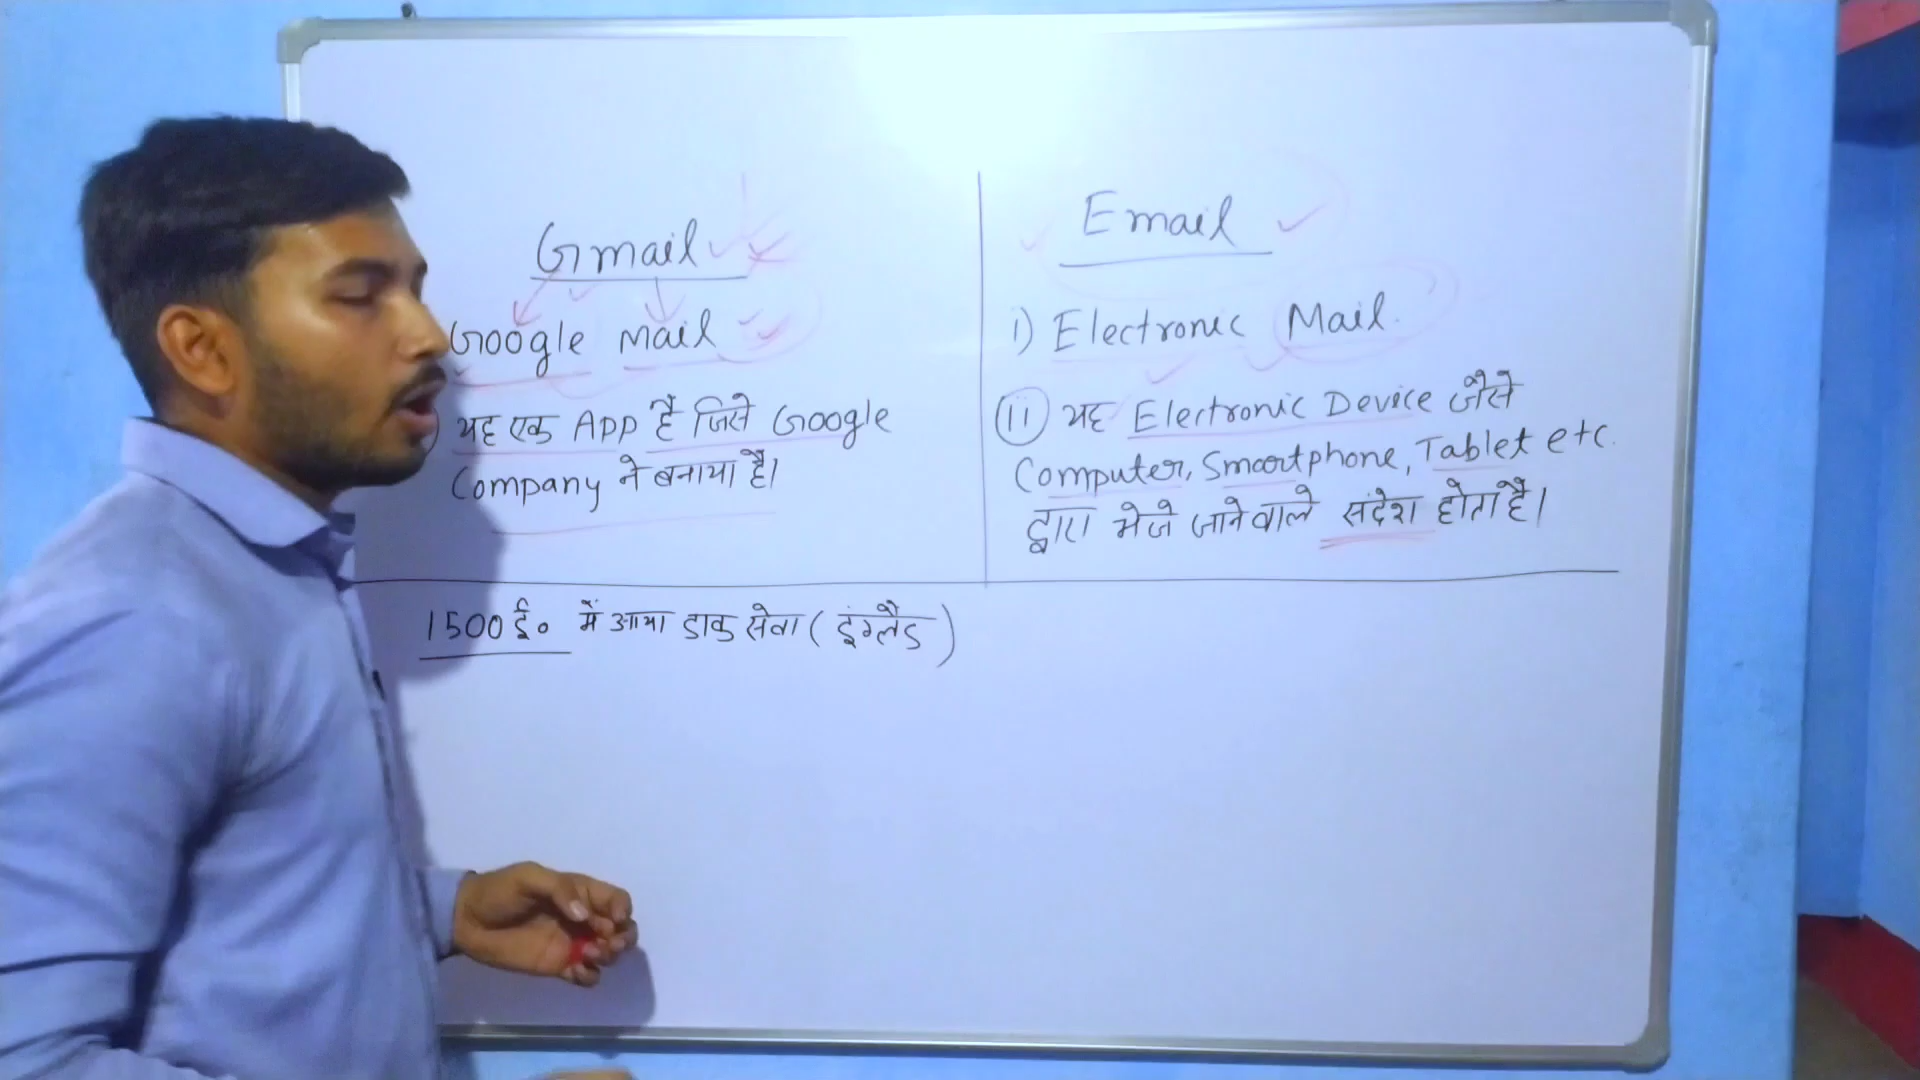 Gmail
Google Mail
यह एक App है जिसे Google
Company ने बनाया है।
Email
i) Electronic Mail.
ii) यह Electronic Device जैसे
Computer, Smartphone, Tablet etc.
द्वारा भेजे जाने वाले संदेश होता है।
1500 ई० में आया डाक सेवा ( इंग्लैंड )